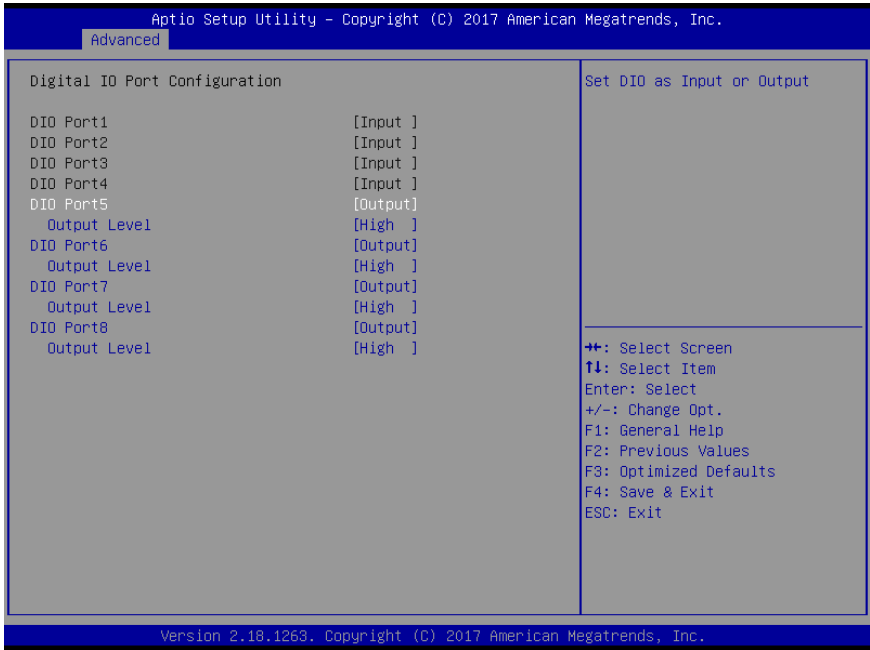 Aptio Setup Utility – Copyright (C) 2017 American Megatrends, Inc.
Advanced
Digital IO Port Configuration
DIO Port1 [Input ]
DIO Port2 [Input ]
DIO Port3 [Input ]
DIO Port4 [Input ]
DIO Port5 [Output]
Output Level [High ]
DIO Port6 [Output]
Output Level [High ]
DIO Port7 [Output]
Output Level [High ]
DIO Port8 [Output]
Output Level [High ]
Set DIO as Input or Output
→←: Select Screen
↑↓: Select Item
Enter: Select
+/-: Change Opt.
F1: General Help
F2: Previous Values
F3: Optimized Defaults
F4: Save & Exit
ESC: Exit
Version 2.18.1263. Copyright (C) 2017 American Megatrends, Inc.